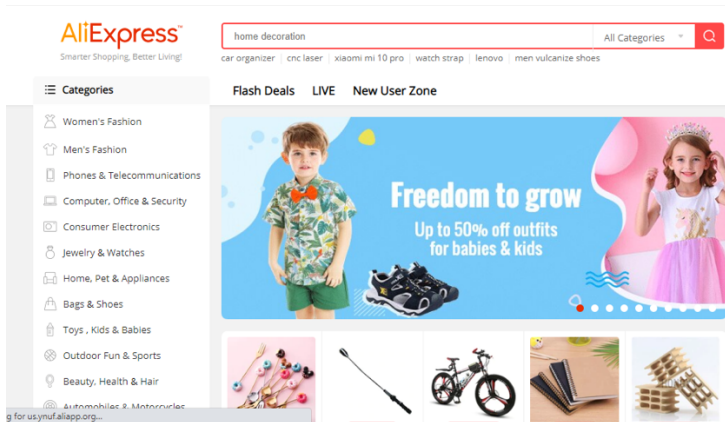 AliExpress™
Smarter Shopping, Better Living!
home decoration
All Categories
car organizer cnc laser xiaomi mi 10 pro watch strap lenovo men vulcanize shoes
Categories
Flash Deals LIVE New User Zone
Women's Fashion
Men's Fashion
Phones & Telecommunications
Computer, Office & Security
Consumer Electronics
Jewelry & Watches
Home, Pet & Appliances
Bags & Shoes
Toys , Kids & Babies
Outdoor Fun & Sports
Beauty, Health & Hair
Automobiles & Motorcycles
Freedom to grow
Up to 50% off outfits
for babies & kids
g for us.ynuf.aliapp.org...